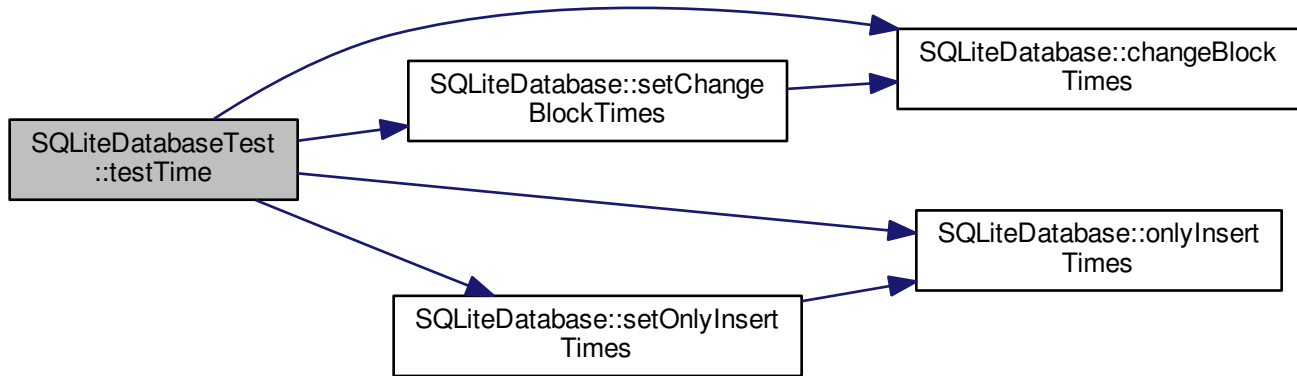 SQLiteDatabaseTest
::testTime
SQLiteDatabase::setChange
BlockTimes
SQLiteDatabase::changeBlock
Times
SQLiteDatabase::onlyInsert
Times
SQLiteDatabase::setOnlyInsert
Times